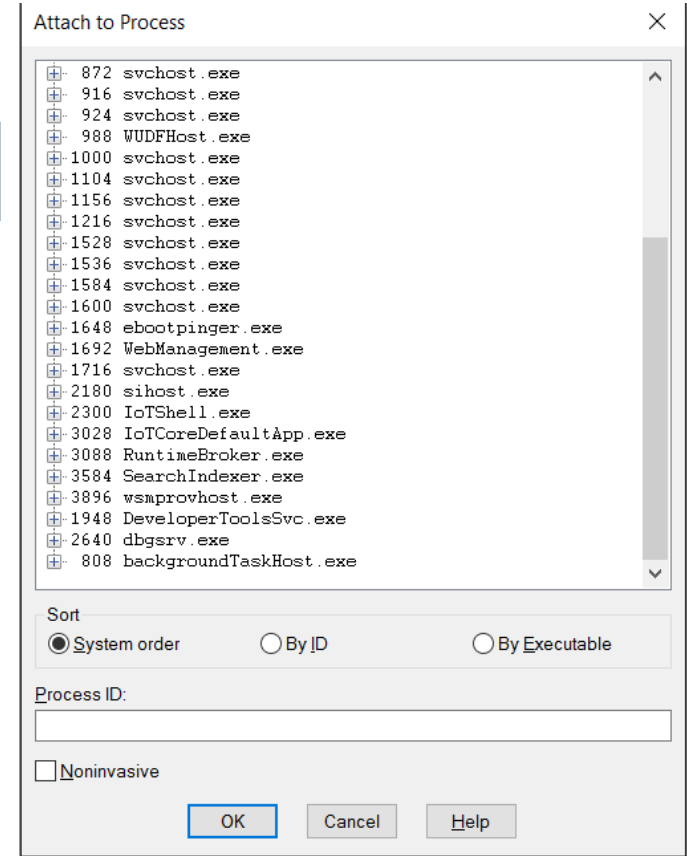 Attach to Process
872 svchost.exe
916 svchost.exe
924 svchost.exe
988 WUDFHost.exe
1000 svchost.exe
1104 svchost.exe
1156 svchost.exe
1216 svchost.exe
1528 svchost.exe
1536 svchost.exe
1584 svchost.exe
1600 svchost.exe
1648 ebootpinger.exe
1692 WebManagement.exe
1716 svchost.exe
2180 sihost.exe
2300 IoTShell.exe
3028 IoTCoreDefaultApp.exe
3088 RuntimeBroker.exe
3584 SearchIndexer.exe
3896 wsmprovhost.exe
1948 DeveloperToolsSvc.exe
2640 dbgsrv.exe
808 backgroundTaskHost.exe
Sort
System order By ID By Executable
Process ID:
Noninvasive
OK Cancel Help